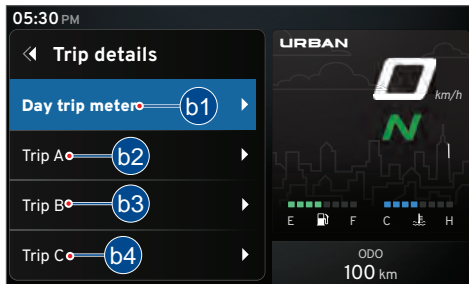 05:30 PM
Trip details
Day trip meter b1
Trip A b2
Trip B b3
Trip C b4
URBAN
0 km/h
N
E F C H
ODO
100 km